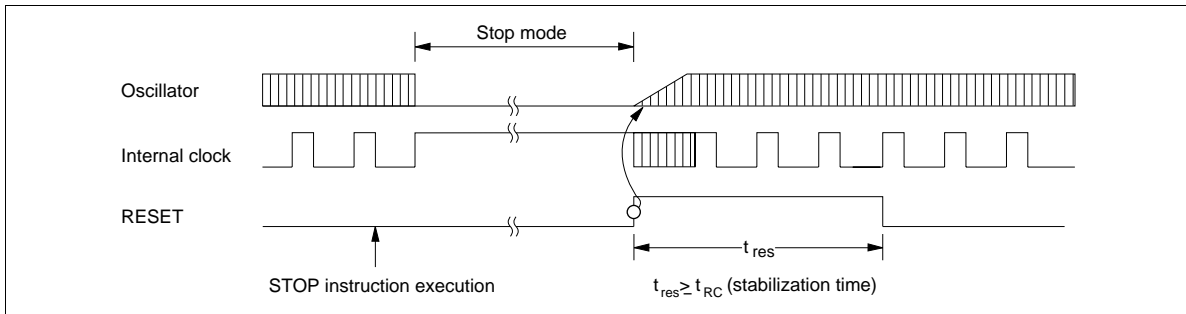 Stop mode
Oscillator
Internal clock
RESET
t res
STOP instruction execution
t res ≥ t RC (stabilization time)